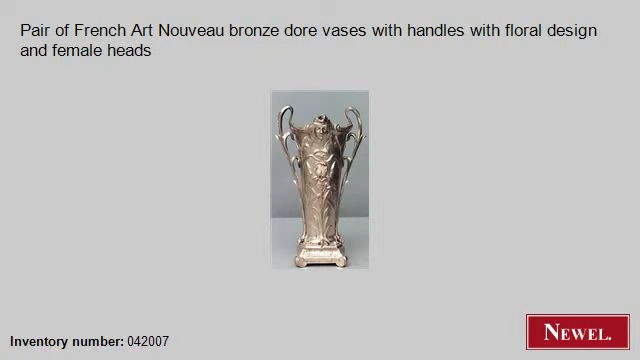 Pair of French Art Nouveau bronze dore vases with handles with floral design
and female heads
Inventory number: 042007
NEWEL.